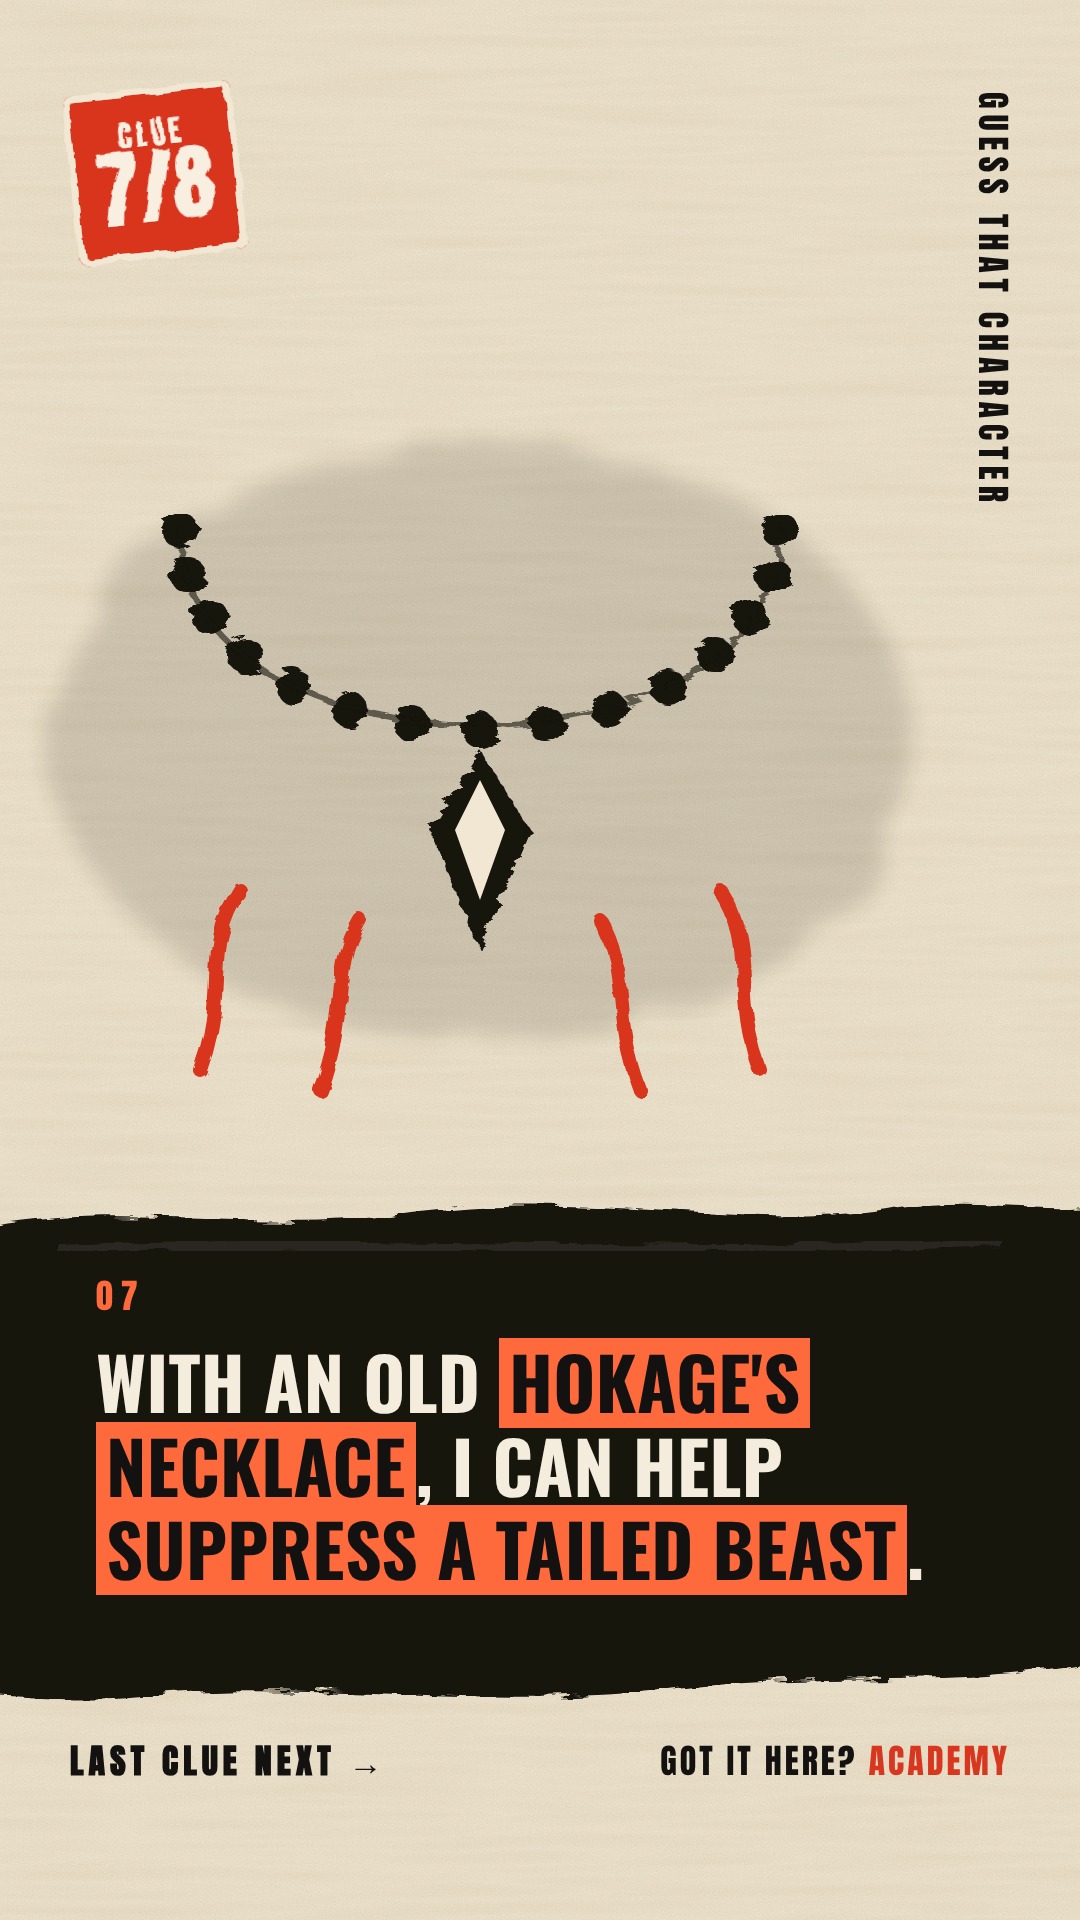 CLUE
7/8
GUESS THAT CHARACTER
07
WITH AN OLD HOKAGE'S
NECKLACE, I CAN HELP
SUPPRESS A TAILED BEAST.
LAST CLUE NEXT →
GOT IT HERE? ACADEMY